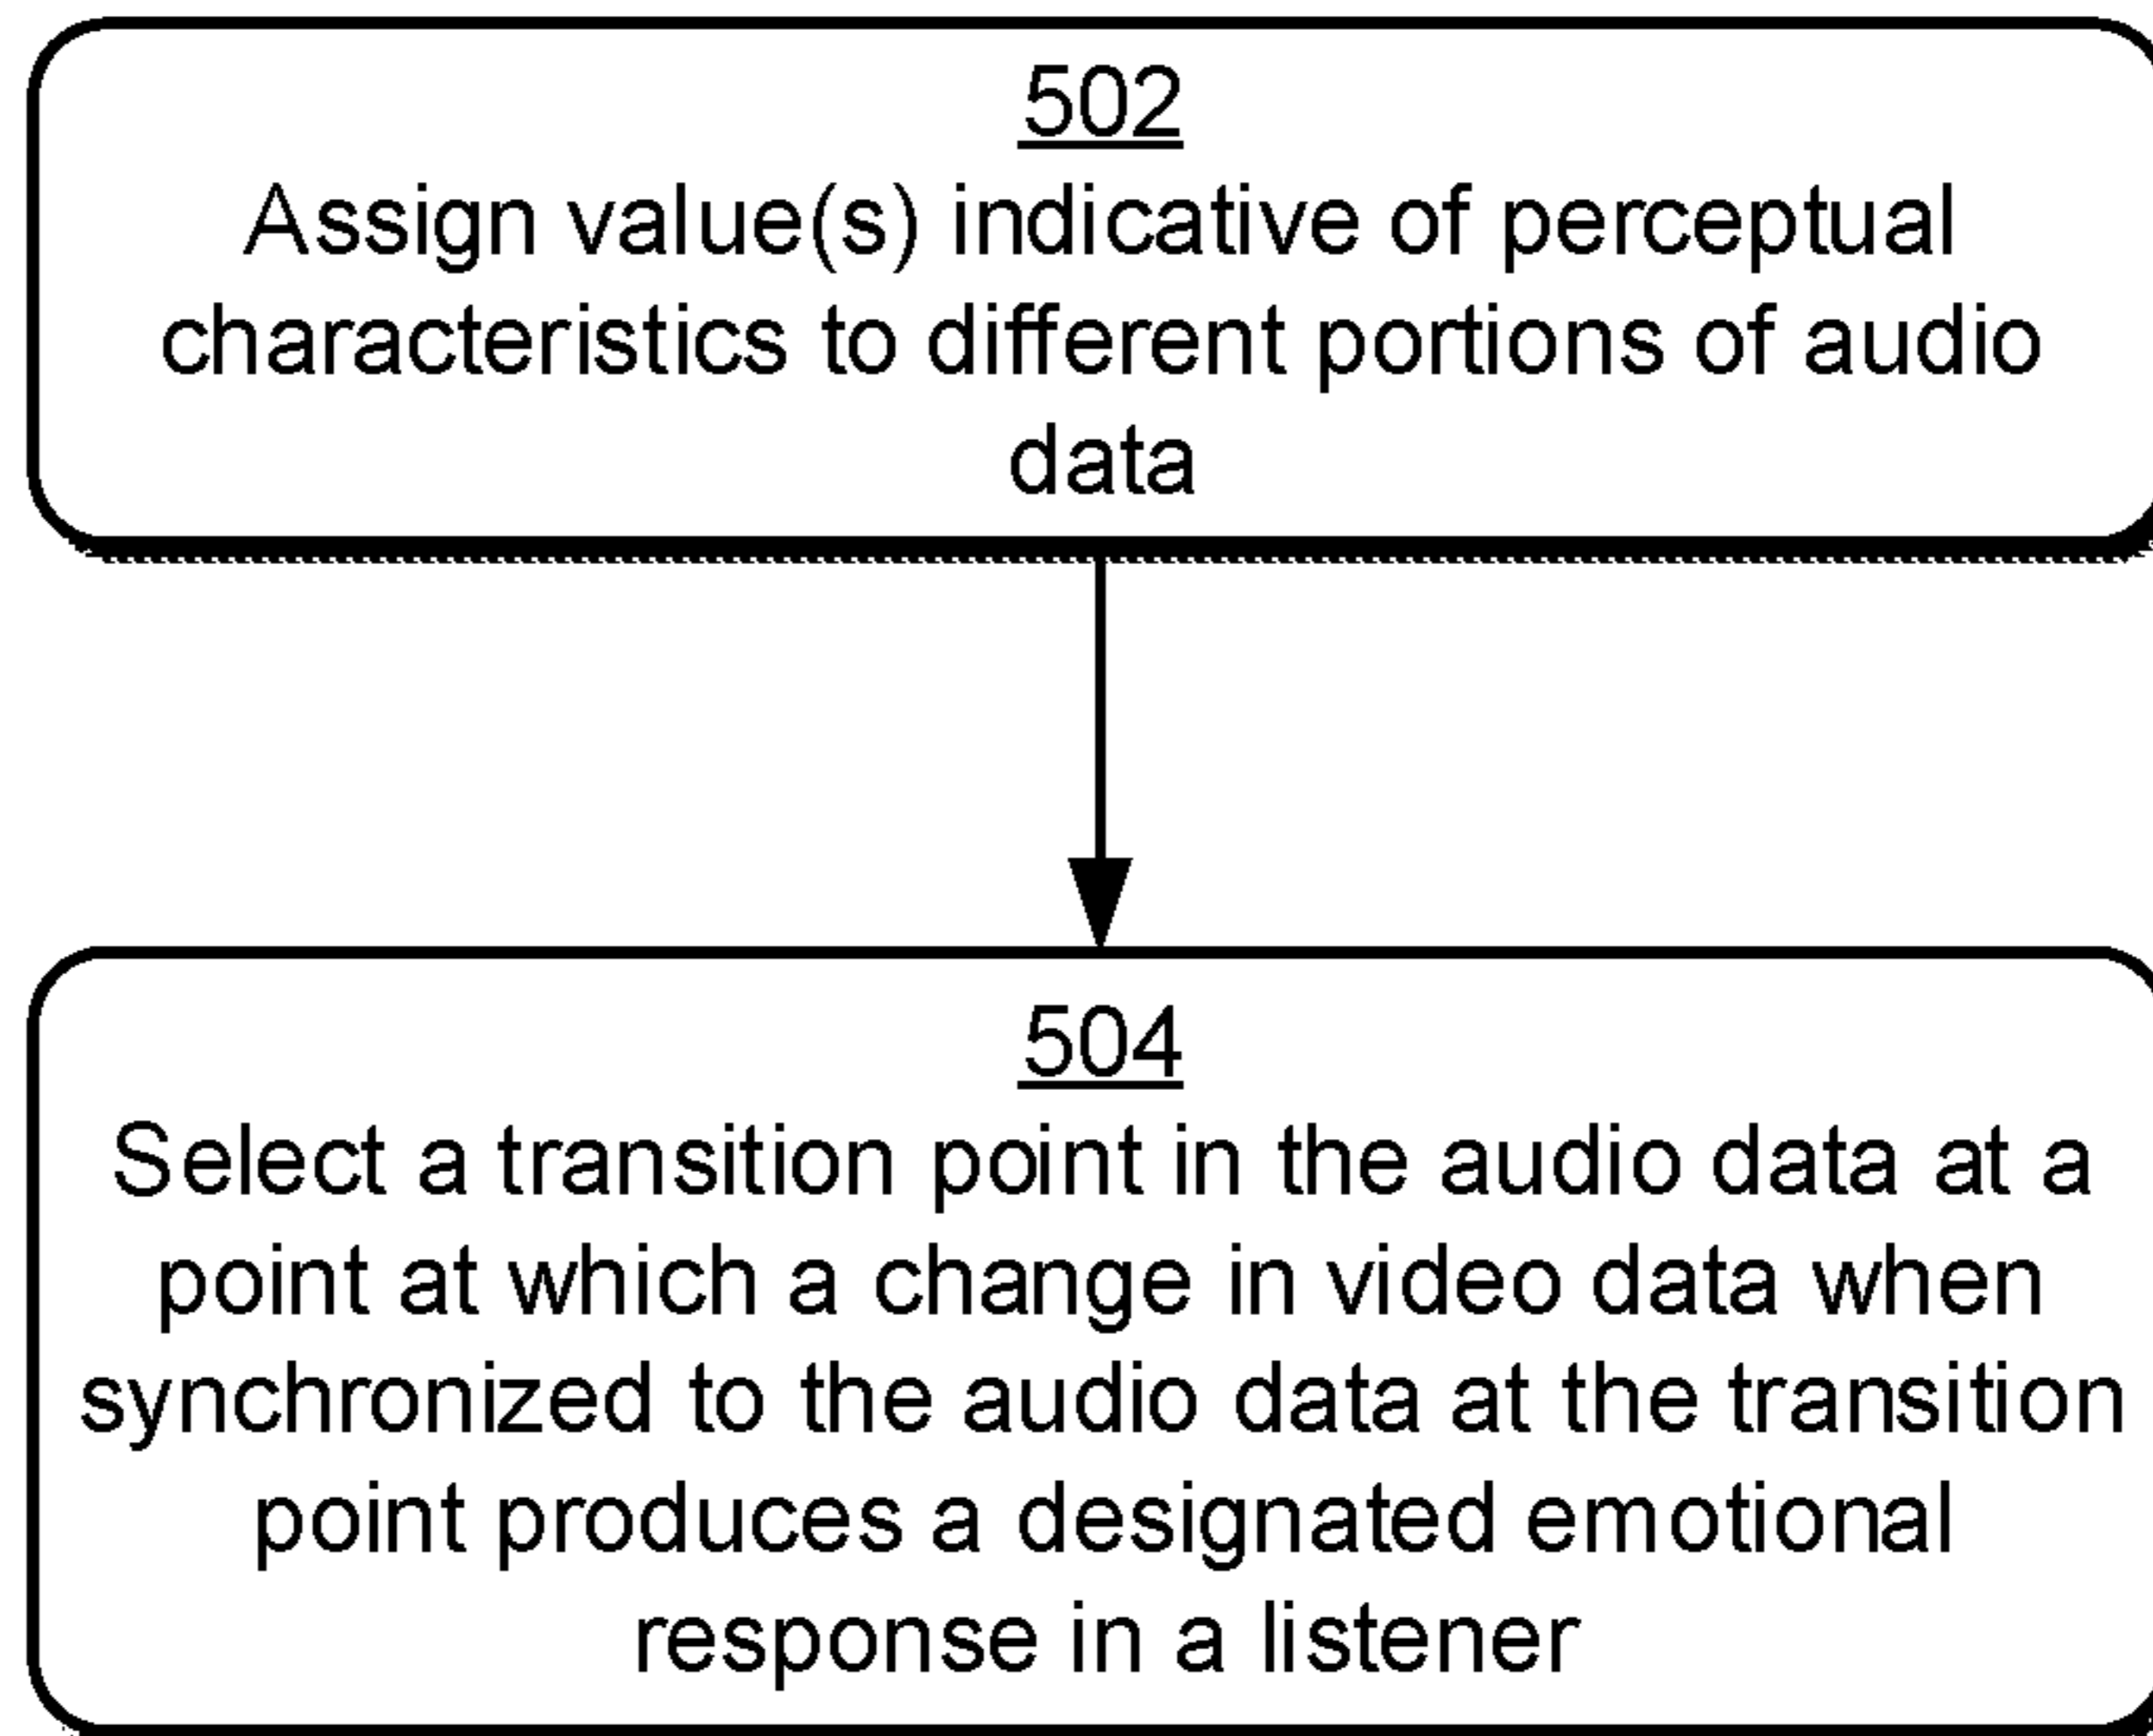 502
Assign value(s) indicative of perceptual
characteristics to different portions of audio
data
504
Select a transition point in the audio data at a
point at which a change in video data when
synchronized to the audio data at the transition
point produces a designated emotional
response in a listener